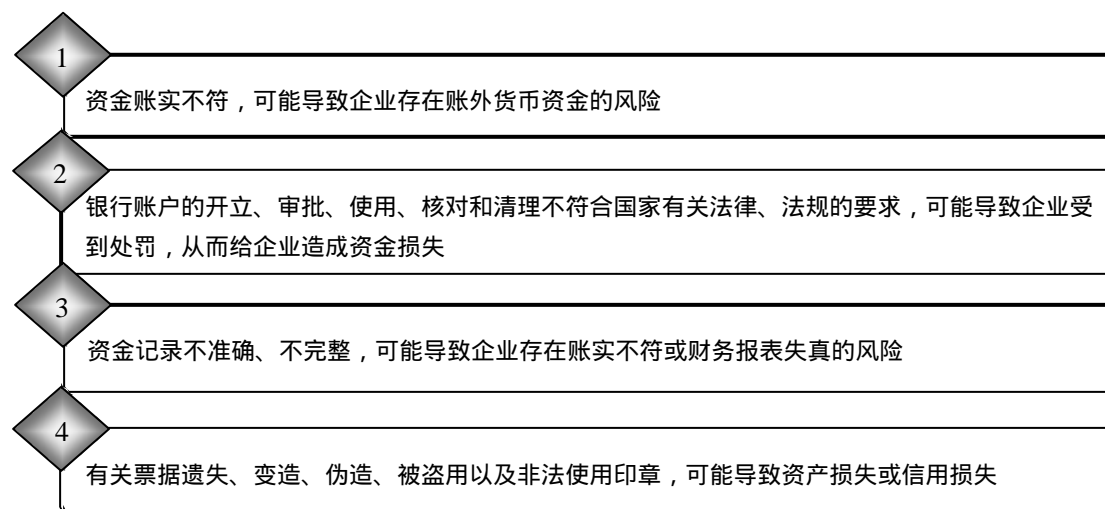 1
资金账实不符，可能导致企业存在账外货币资金的风险
2
银行账户的开立、审批、使用、核对和清理不符合国家有关法律、法规的要求，可能导致企业受
到处罚，从而给企业造成资金损失
3
资金记录不准确、不完整，可能导致企业存在账实不符或财务报表失真的风险
4
有关票据遗失、变造、伪造、被盗用以及非法使用印章，可能导致资产损失或信用损失